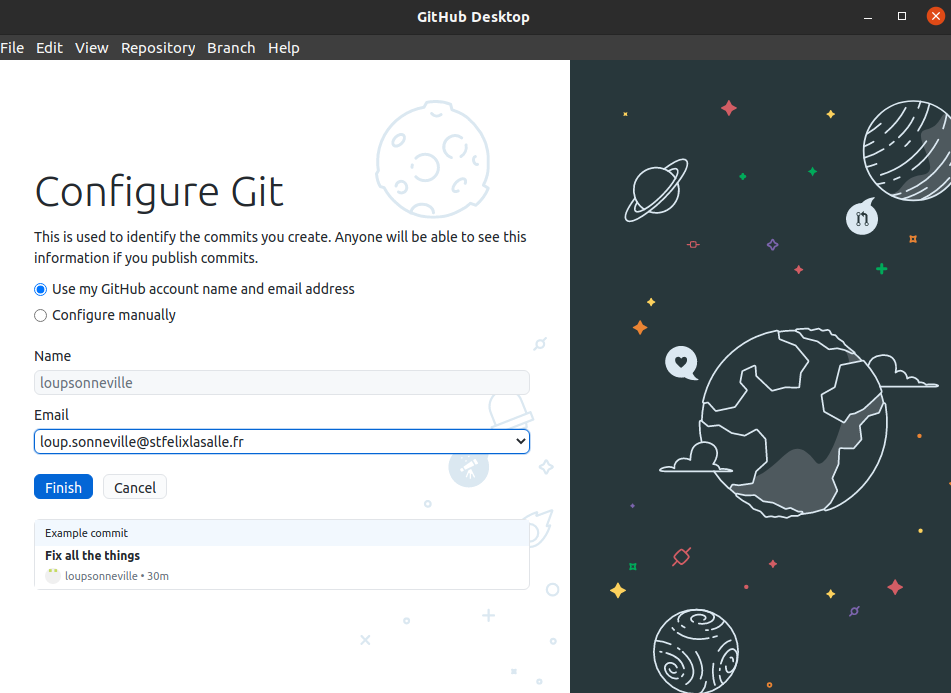 GitHub Desktop
File Edit View Repository Branch Help
Configure Git
This is used to identify the commits you create. Anyone will be able to see this
information if you publish commits.
Use my GitHub account name and email address
Configure manually
Name
loupsonneville
Email
loup.sonneville@stfelixlasalle.fr
Finish Cancel
Example commit
Fix all the things
loupsonneville • 30m